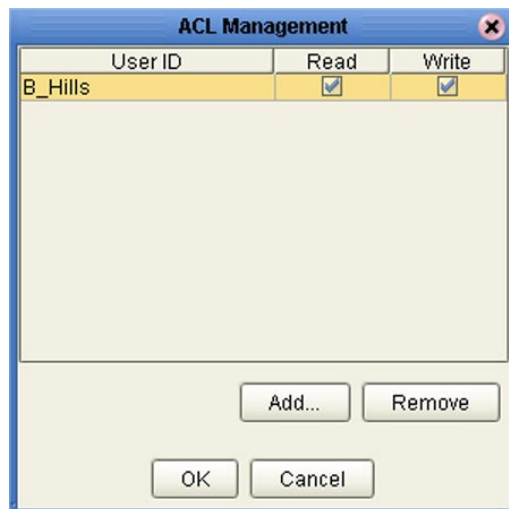 ACL Management
User ID Read Write
B_Hills
Add... Remove
OK Cancel